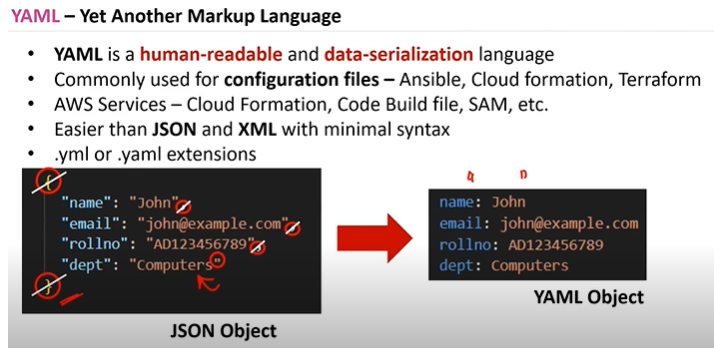 YAML – Yet Another Markup Language
• YAML is a human-readable and data-serialization language
• Commonly used for configuration files – Ansible, Cloud formation, Terraform
• AWS Services – Cloud Formation, Code Build file, SAM, etc.
• Easier than JSON and XML with minimal syntax
• .yml or .yaml extensions
{
"name": "John",
"email": "john@example.com",
"rollno": "AD123456789",
"dept": "Computers"
}
JSON Object
name: John
email: john@example.com
rollno: AD123456789
dept: Computers
YAML Object